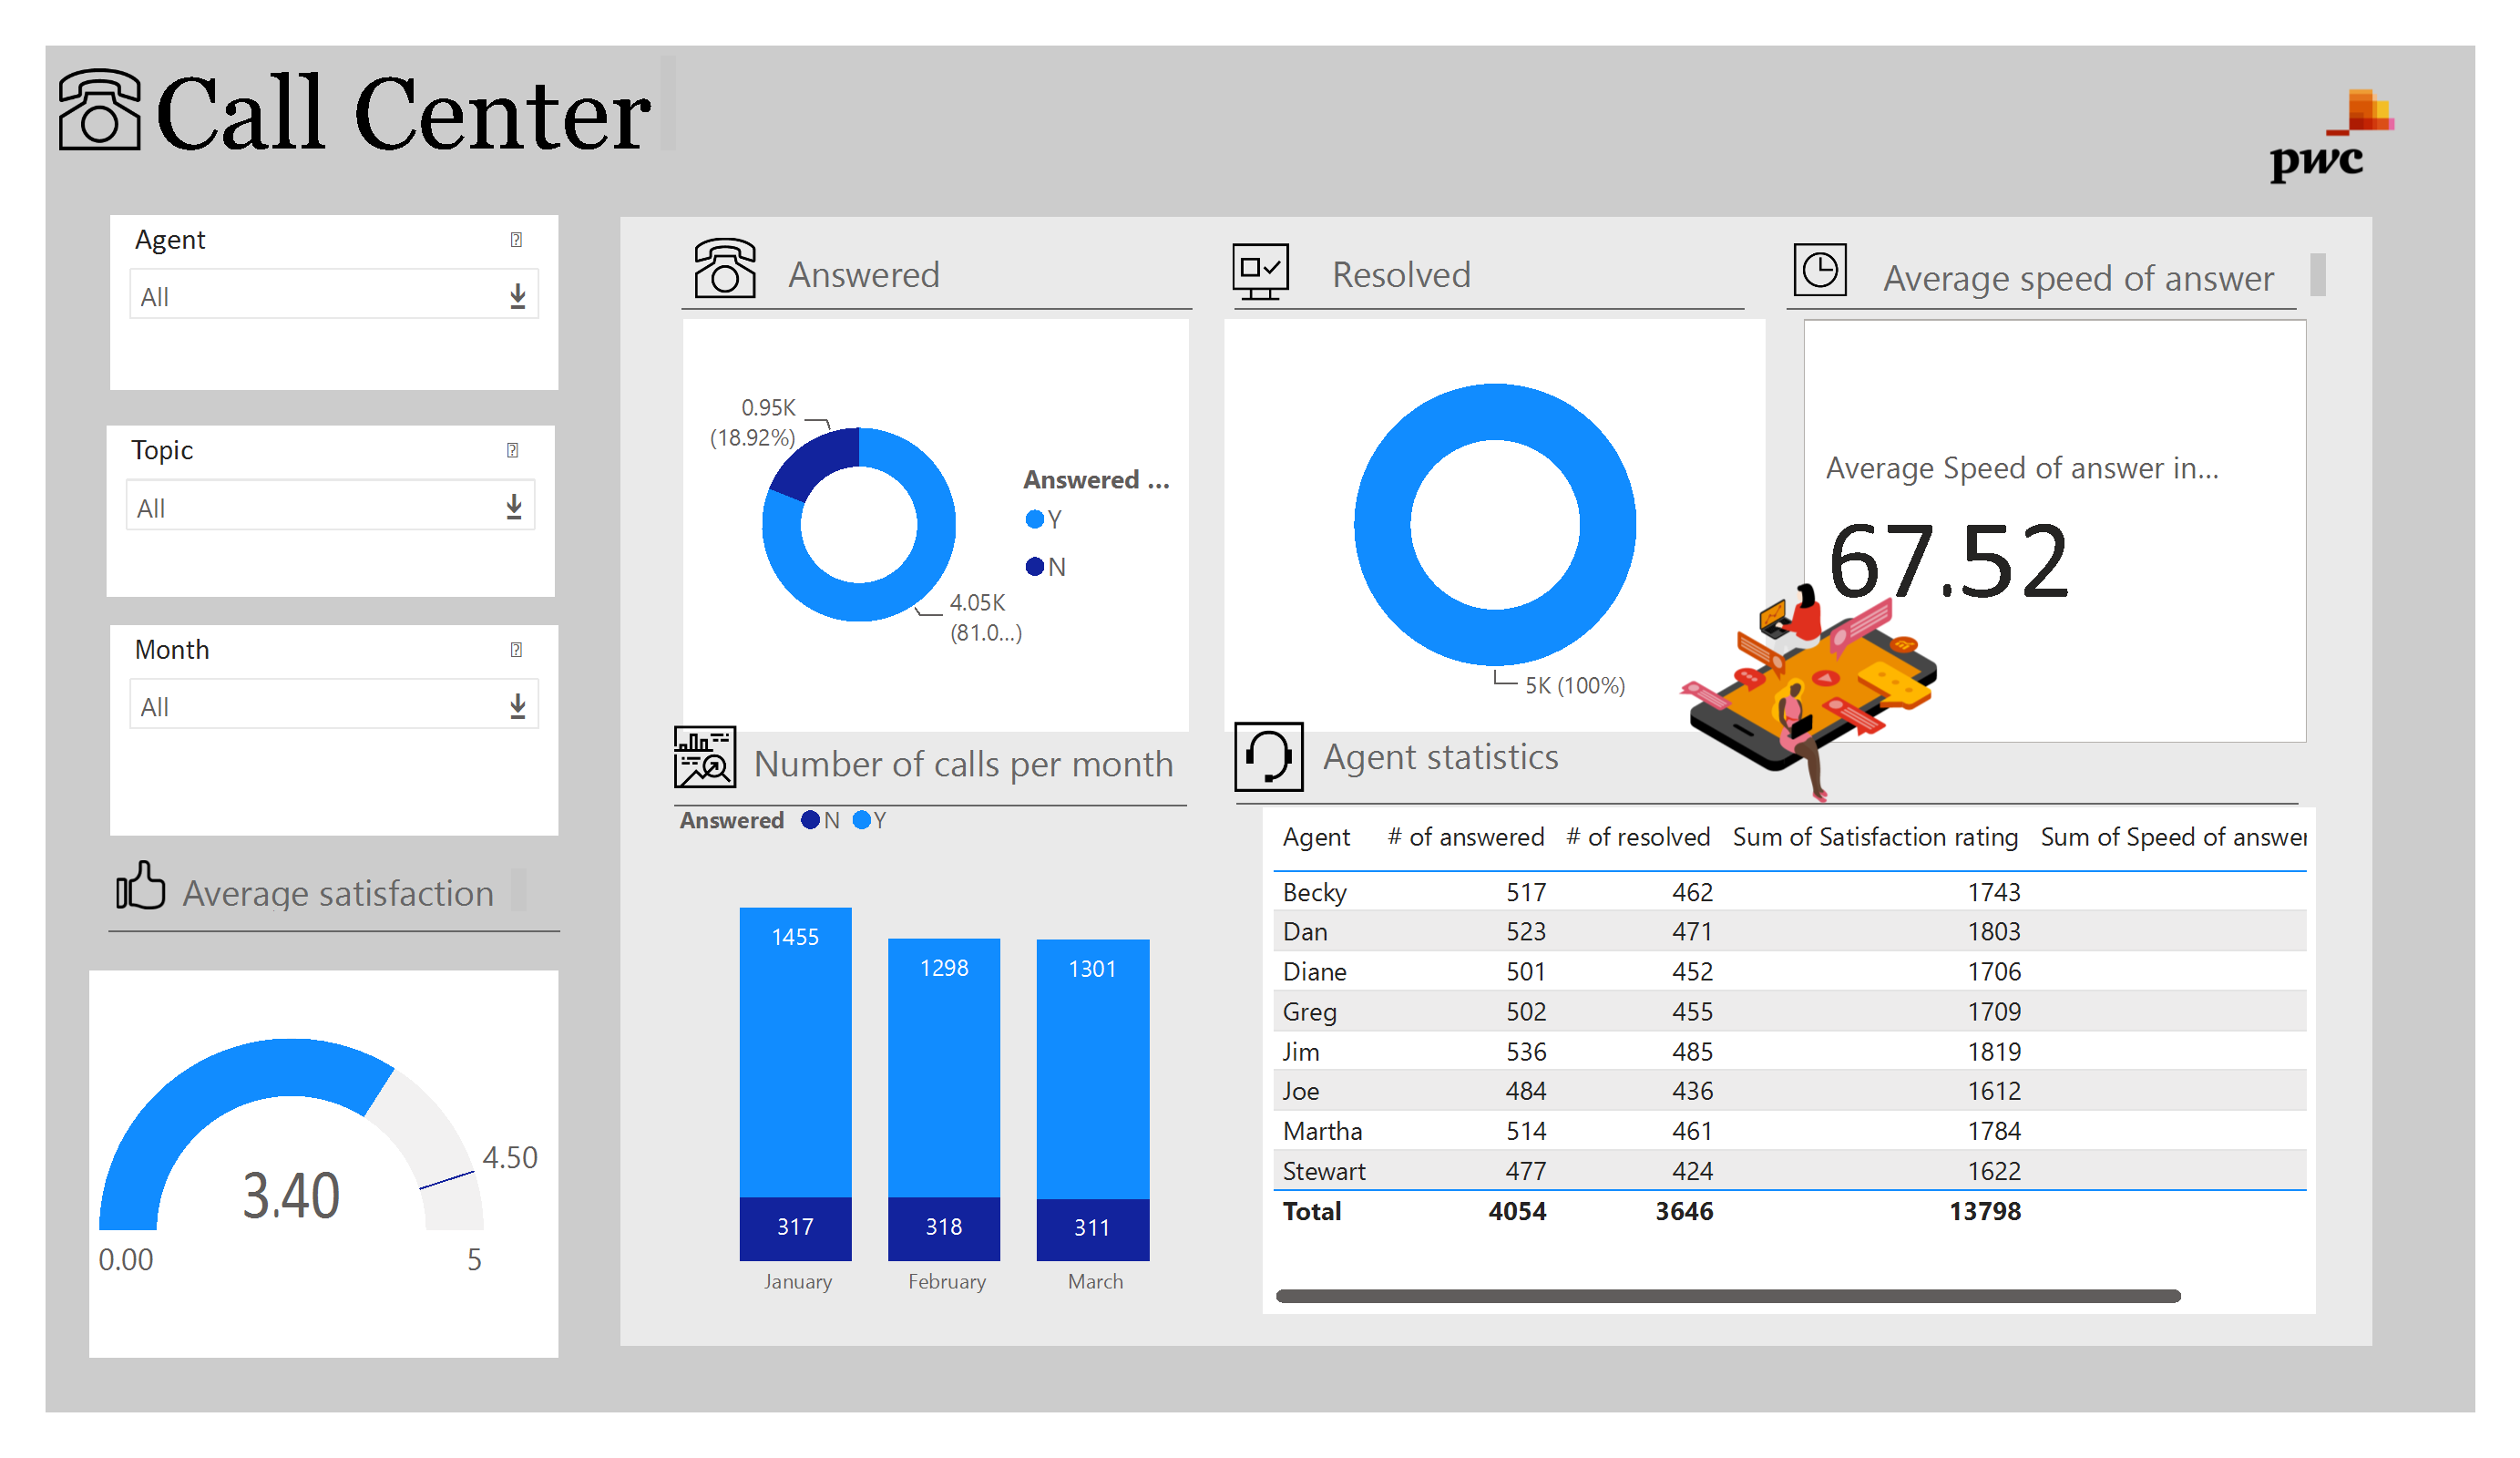 Call Center
pwc
Agent
All
Topic
All
Month
All
Average satisfaction
3.40
4.50
0.00
5
Answered
0.95K
(18.92%)
4.05K
(81.0...)
Answered ...
Y
N
Resolved
5K (100%)
Average speed of answer
Average Speed of answer in...
67.52
Number of calls per month
Answered N Y
1455 1298 1301
317 318 311
January February March
Agent statistics
Agent # of answered # of resolved Sum of Satisfaction rating Sum of Speed of answer
Becky 517 462 1743
Dan 523 471 1803
Diane 501 452 1706
Greg 502 455 1709
Jim 536 485 1819
Joe 484 436 1612
Martha 514 461 1784
Stewart 477 424 1622
Total 4054 3646 13798